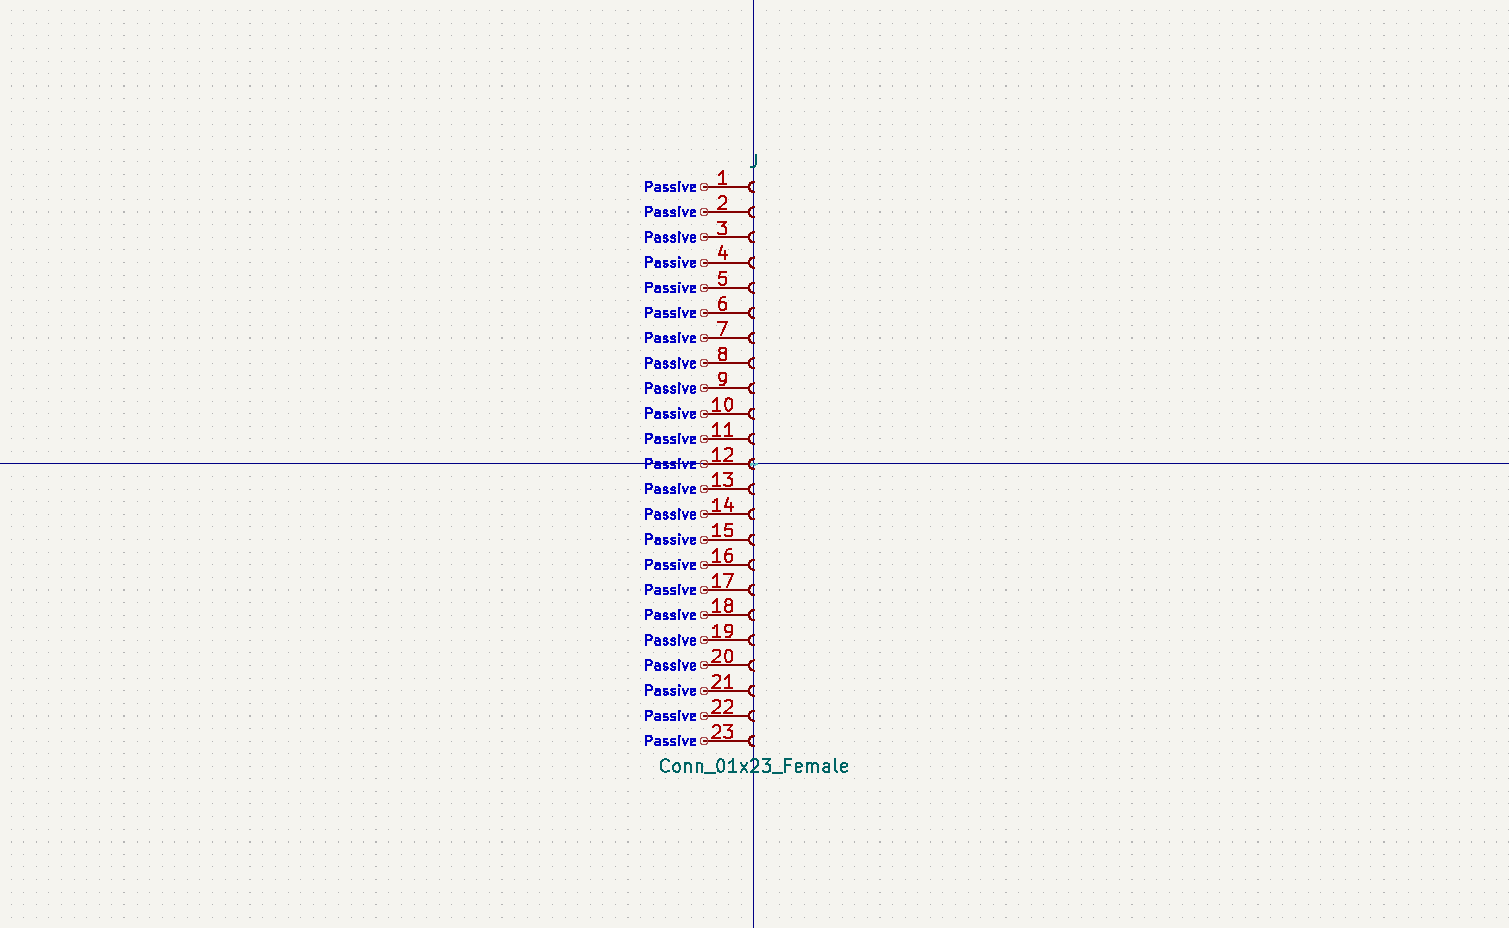 J
Passive 1
Passive 2
Passive 3
Passive 4
Passive 5
Passive 6
Passive 7
Passive 8
Passive 9
Passive 10
Passive 11
Passive 12
Passive 13
Passive 14
Passive 15
Passive 16
Passive 17
Passive 18
Passive 19
Passive 20
Passive 21
Passive 22
Passive 23
Conn_01x23_Female